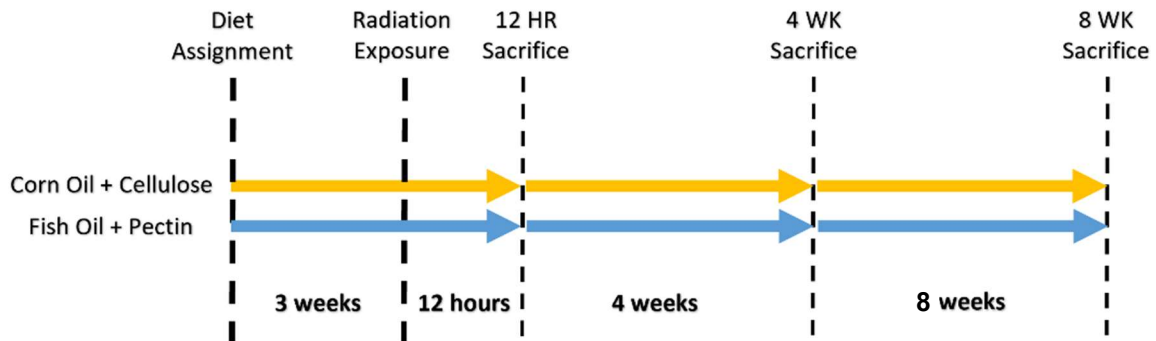 Diet
Assignment
Radiation
Exposure
12 HR
Sacrifice
4 WK
Sacrifice
8 WK
Sacrifice
Corn Oil + Cellulose
Fish Oil + Pectin
3 weeks
12 hours
4 weeks
8 weeks